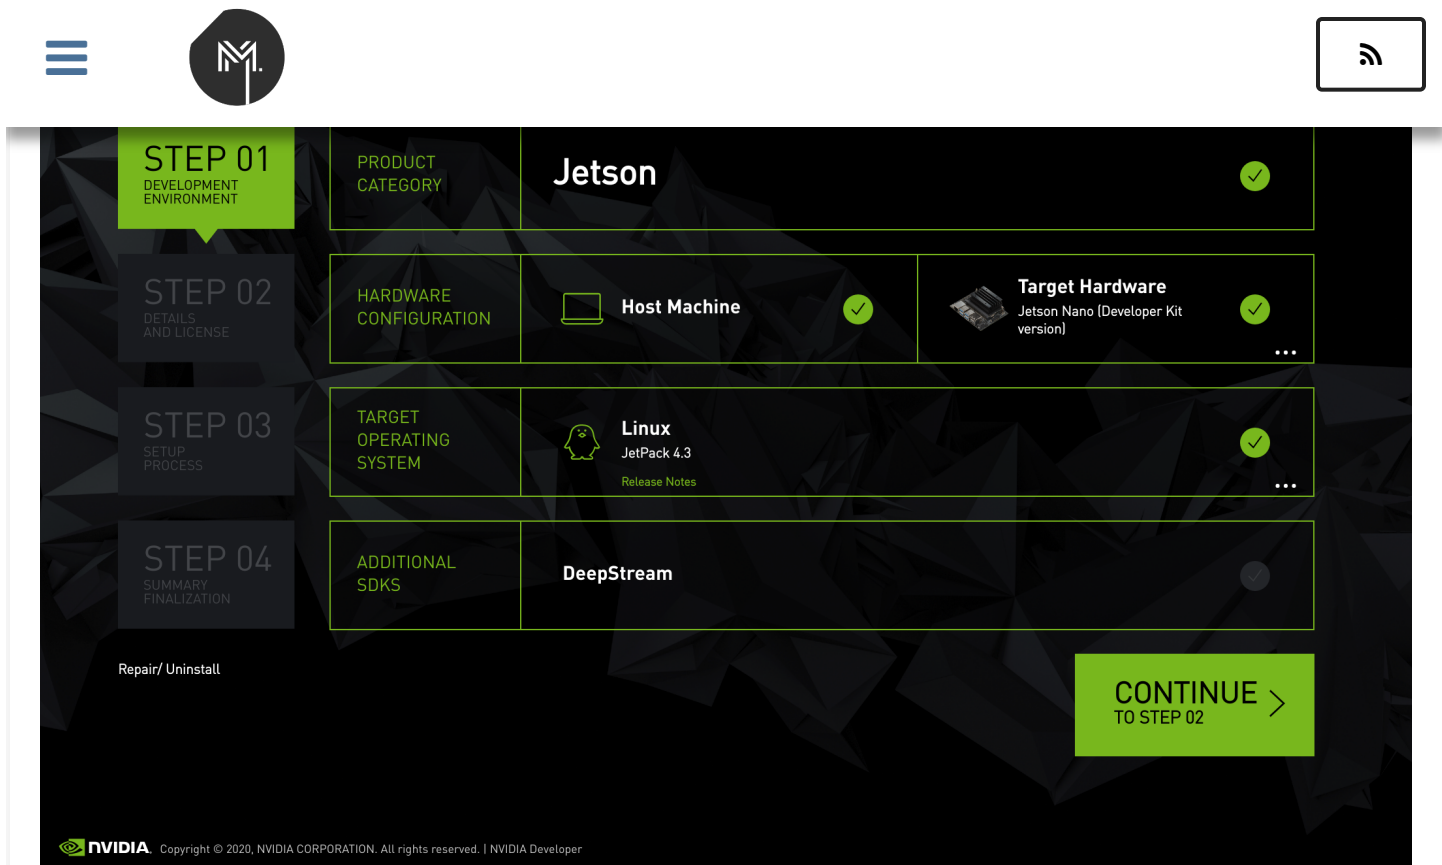 M.
STEP 01
DEVELOPMENT
ENVIRONMENT
PRODUCT
CATEGORY
Jetson
STEP 02
DETAILS
AND LICENSE
HARDWARE
CONFIGURATION
Host Machine
Target Hardware
Jetson Nano (Developer Kit
version)
...
STEP 03
SETUP
PROCESS
TARGET
OPERATING
SYSTEM
Linux
JetPack 4.3
Release Notes
...
STEP 04
SUMMARY
FINALIZATION
ADDITIONAL
SDKS
DeepStream
Repair/ Uninstall
CONTINUE
TO STEP 02
NVIDIA. Copyright © 2020, NVIDIA CORPORATION. All rights reserved. | NVIDIA Developer